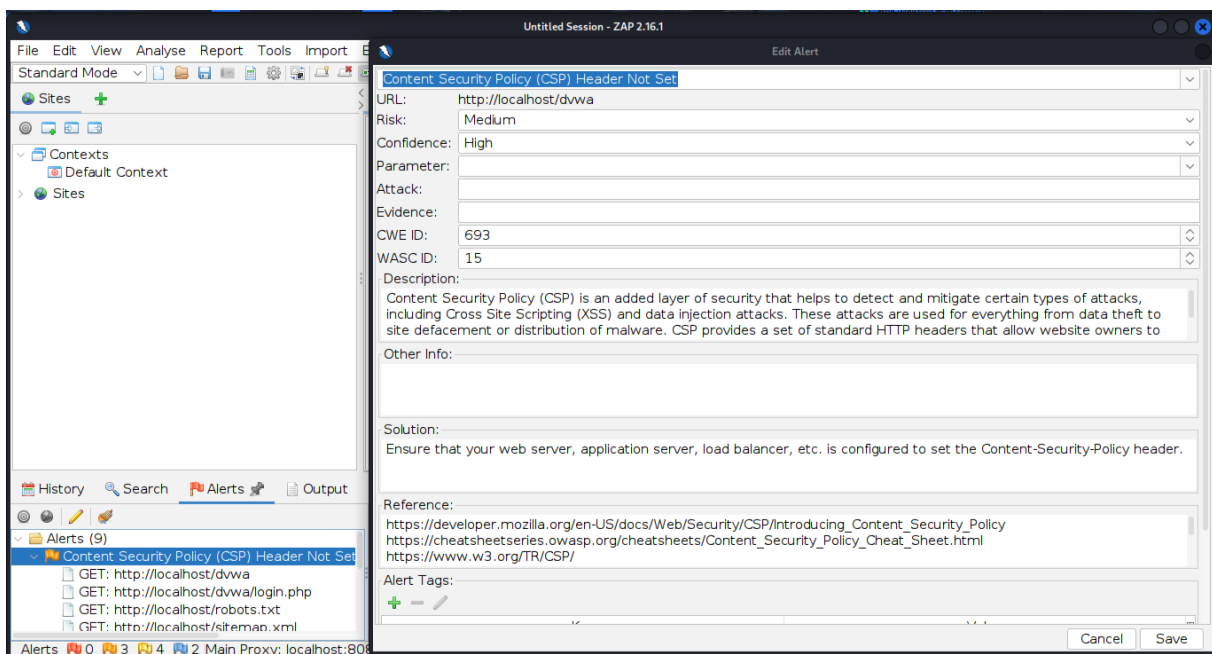 Untitled Session - ZAP 2.16.1
File Edit View Analyse Report Tools Import E
Edit Alert
Standard Mode
Sites
Contexts
Default Context
Sites
Content Security Policy (CSP) Header Not Set
URL: http://localhost/dvwa
Risk: Medium
Confidence: High
Parameter:
Attack:
Evidence:
CWE ID: 693
WASC ID: 15
Description:
Content Security Policy (CSP) is an added layer of security that helps to detect and mitigate certain types of attacks,
including Cross Site Scripting (XSS) and data injection attacks. These attacks are used for everything from data theft to
site defacement or distribution of malware. CSP provides a set of standard HTTP headers that allow website owners to
Other Info:
Solution:
Ensure that your web server, application server, load balancer, etc. is configured to set the Content-Security-Policy header.
Reference:
https://developer.mozilla.org/en-US/docs/Web/Security/CSP/Introducing_Content_Security_Policy
https://cheatsheetseries.owasp.org/cheatsheets/Content_Security_Policy_Cheat_Sheet.html
https://www.w3.org/TR/CSP/
Alert Tags:
Cancel Save
History Search Alerts Output
Alerts (9)
Content Security Policy (CSP) Header Not Set
GET: http://localhost/dvwa
GET: http://localhost/dvwa/login.php
GET: http://localhost/robots.txt
GET: http://localhost/sitemap.xml
Alerts 0 3 4 2 Main Proxy: localhost:808